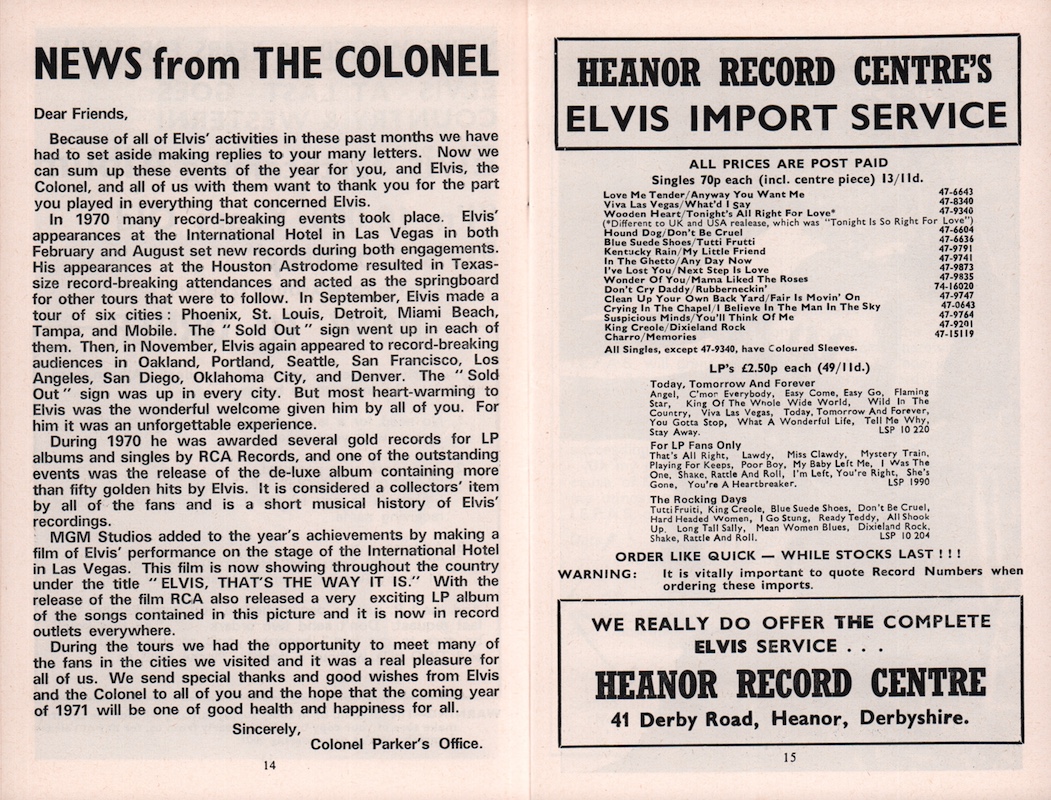 NEWS from THE COLONEL
Dear Friends,
Because of all of Elvis' activities in these past months we have
had to set aside making replies to your many letters. Now we
can sum up these events of the year for you, and Elvis, the
Colonel, and all of us with them want to thank you for the part
you played in everything that concerned Elvis.
In 1970 many record-breaking events took place. Elvis'
appearances at the International Hotel in Las Vegas in both
February and August set new records during both engagements.
His appearances at the Houston Astrodome resulted in Texas-
size record-breaking attendances and acted as the springboard
for other tours that were to follow. In September, Elvis made a
tour of six cities: Phoenix, St. Louis, Detroit, Miami Beach,
Tampa, and Mobile. The "Sold Out" sign went up in each of
them. Then, in November, Elvis again appeared to record-breaking
audiences in Oakland, Portland, Seattle, San Francisco, Los
Angeles, San Diego, Oklahoma City, and Denver. The "Sold
Out" sign was up in every city. But most heart-warming to
Elvis was the wonderful welcome given him by all of you. For
him it was an unforgettable experience.
During 1970 he was awarded several gold records for LP
albums and singles by RCA Records, and one of the outstanding
events was the release of the de-luxe album containing more
than fifty golden hits by Elvis. It is considered a collectors' item
by all of the fans and is a short musical history of Elvis'
recordings.
MGM Studios added to the year's achievements by making a
film of Elvis' performance on the stage of the International Hotel
in Las Vegas. This film is now showing throughout the country
under the title "ELVIS, THAT'S THE WAY IT IS." With the
release of the film RCA also released a very exciting LP album
of the songs contained in this picture and it is now in record
outlets everywhere.
During the tours we had the opportunity to meet many of
the fans in the cities we visited and it was a real pleasure for
all of us. We send special thanks and good wishes from Elvis
and the Colonel to all of you and the hope that the coming year
of 1971 will be one of good health and happiness for all.
Sincerely,
Colonel Parker's Office.
14
HEANOR RECORD CENTRE'S
ELVIS IMPORT SERVICE
ALL PRICES ARE POST PAID
Singles 70p each (incl. centre piece) 13/11d.
Love Me Tender/Anyway You Want Me 47-6643
Viva Las Vegas/What'd I Say 47-8340
Wooden Heart/Tonight's All Right For Love* 47-9340
(*Different to UK and USA realease, which was "Tonight Is So Right For Love")
Hound Dog/Don't Be Cruel 47-6604
Blue Suede Shoes/Tutti Frutti 47-6636
Kentucky Rain/My Little Friend 47-9791
In The Ghetto/Any Day Now 47-9741
I've Lost You/Next Step Is Love 47-9873
Wonder Of You/Mama Liked The Roses 47-9835
Don't Cry Daddy/Rubberneckin' 74-16020
Clean Up Your Own Back Yard/Fair Is Movin' On 47-9747
Crying In The Chapel/I Believe In The Man In The Sky 47-0643
Suspicious Minds/You'll Think Of Me 47-9764
King Creole/Dixieland Rock 47-9201
Charro/Memories 47-15119
All Singles, except 47-9340, have Coloured Sleeves.
LP's £2.50p each (49/11d.)
Today, Tomorrow And Forever
Angel, C'mon Everybody, Easy Come, Easy Go, Flaming
Star, King Of The Whole Wide World, Wild In The
Country, Viva Las Vegas, Today, Tomorrow And Forever,
You Gotta Stop, What A Wonderful Life, Tell Me Why,
Stay Away. LSP 10 220
For LP Fans Only
That's All Right, Lawdy, Miss Clawdy, Mystery Train,
Playing For Keeps, Poor Boy, My Baby Left Me, I Was The
One, Shake, Rattle And Roll, I'm Left, You're Right, She's
Gone, You're A Heartbreaker. LSP 1990
The Rocking Days
Tutti Fruiti, King Creole, Blue Suede Shoes, Don't Be Cruel,
Hard Headed Women, I Go Stung, Ready Teddy, All Shook
Up, Long Tall Sally, Mean Women Blues, Dixieland Rock,
Shake, Rattle And Roll. LSP 10 204
ORDER LIKE QUICK — WHILE STOCKS LAST ! ! !
WARNING: It is vitally important to quote Record Numbers when
ordering these imports.
WE REALLY DO OFFER THE COMPLETE
ELVIS SERVICE . . .
HEANOR RECORD CENTRE
41 Derby Road, Heanor, Derbyshire.
15